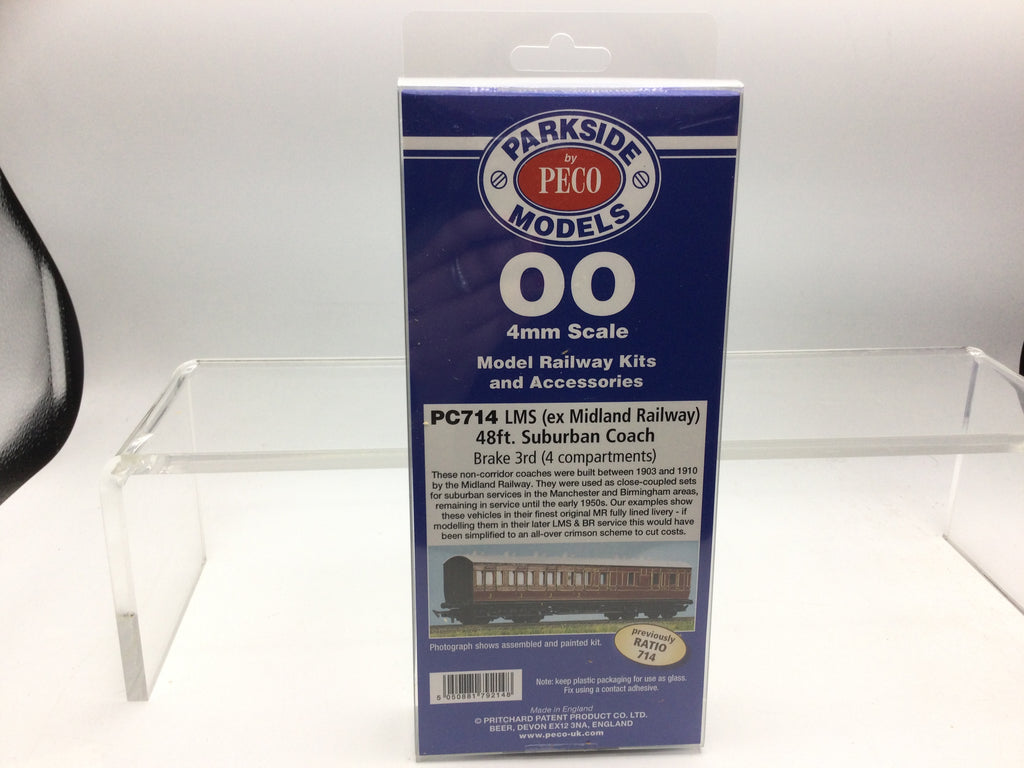 PARKSIDE
by
PECO
MODELS
OO
4mm Scale
Model Railway Kits
and Accessories
PC714 LMS (ex Midland Railway)
48ft. Suburban Coach
Brake 3rd (4 compartments)
These non-corridor coaches were built between 1903 and 1910
by the Midland Railway. They were used as close-coupled sets
for suburban services in the Manchester and Birmingham areas,
remaining in service until the early 1950s. Our examples show
these vehicles in their finest original MR fully lined livery - if
modelling them in their later LMS & BR service this would have
been simplified to an all-over crimson scheme to cut costs.
Photograph shows assembled and painted kit.
previously
RATIO
714
Note: keep plastic packaging for use as glass.
Fix using a contact adhesive.
5 050881 792148
Made in England
© PRITCHARD PATENT PRODUCT CO. LTD.
BEER, DEVON EX12 3NA, ENGLAND
www.peco-uk.com